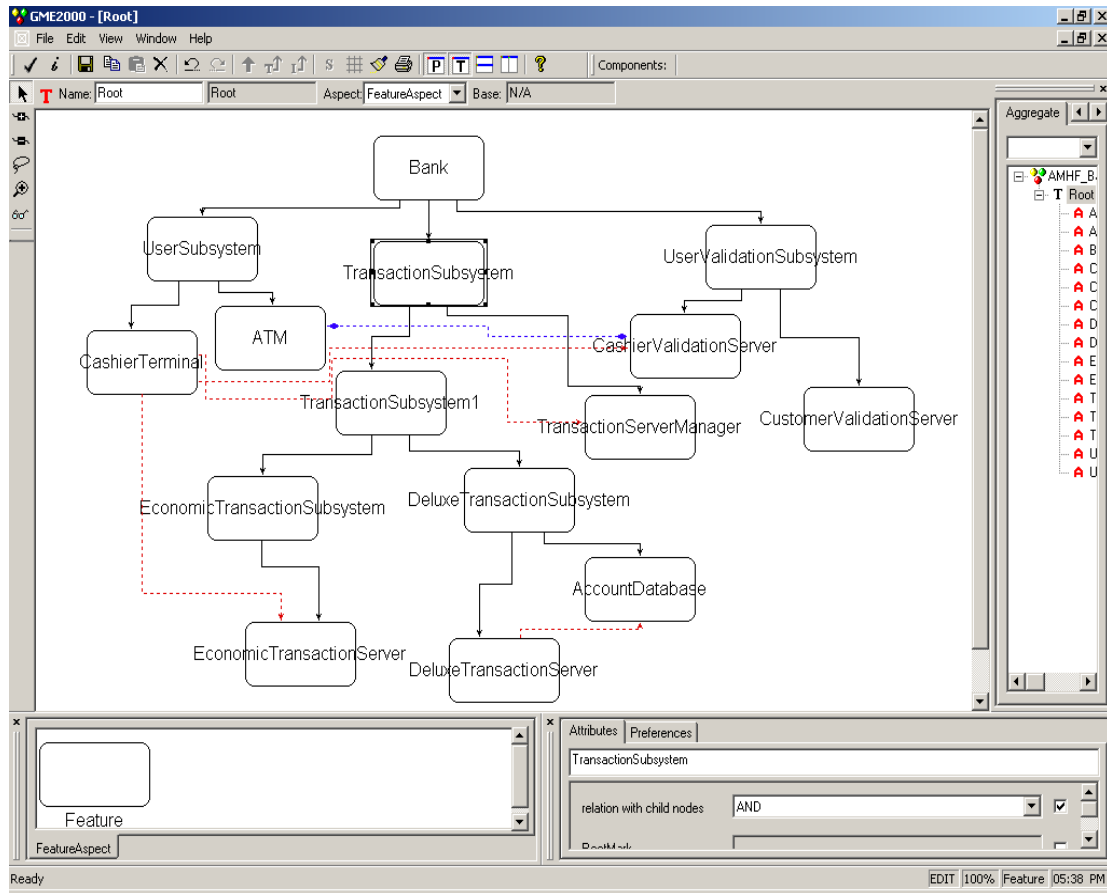 GME2000 - [Root]
File Edit View Window Help
Components:
Name: Root Root Aspect: FeatureAspect Base: N/A
Aggregate
Bank
UserSubsystem
TransactionSubsystem
UserValidationSubsystem
ATM
CashierTerminal
CashierValidationServer
TransactionSubsystem1
TransactionServerManager
CustomerValidationServer
EconomicTransactionSubsystem
DeluxeTransactionSubsystem
AccountDatabase
EconomicTransactionServer
DeluxeTransactionServer
AMHF_B
T Root
A A
A A
A B
A C
A C
A C
A D
A D
A E
A E
A T
A T
A T
A U
A U
Feature
FeatureAspect
Attributes Preferences
TransactionSubsystem
relation with child nodes AND
Ready
EDIT 100% Feature 05:38 PM